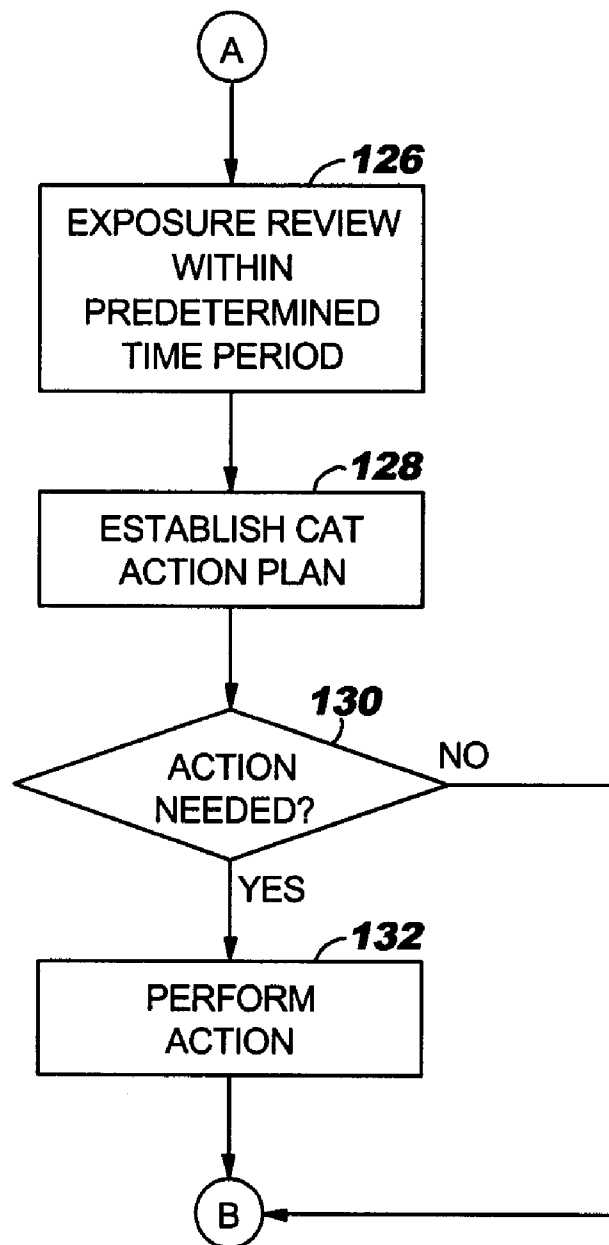 A
126
EXPOSURE REVIEW
WITHIN
PREDETERMINED
TIME PERIOD
128
ESTABLISH CAT
ACTION PLAN
130
ACTION
NEEDED?
NO
YES
132
PERFORM
ACTION
B